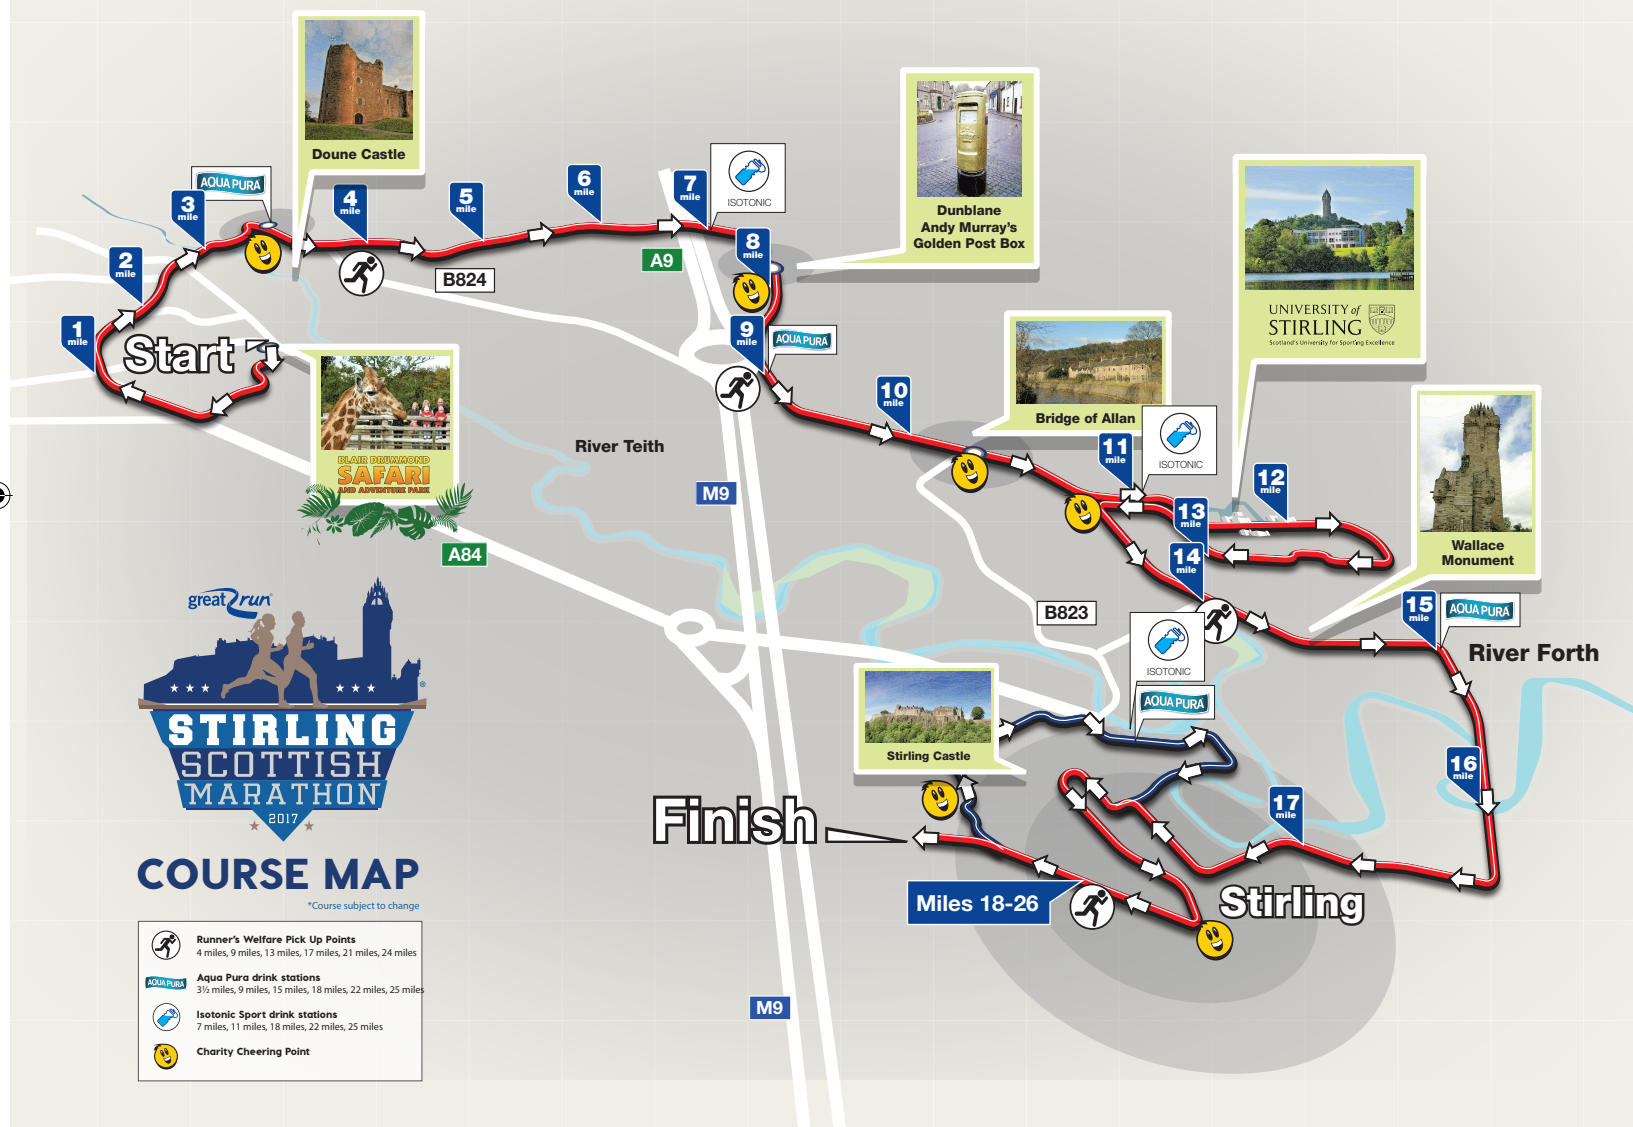 Doune Castle
AQUA PURA
3
mile
4
mile
5
mile
6
mile
7
mile
ISOTONIC
Dunblane
Andy Murray's
Golden Post Box
8
mile
2
mile
A9
B824
1
mile
Start
9
mile
AQUA PURA
UNIVERSITY of
STIRLING
Scotland's University for Sporting Excellence
10
mile
Bridge of Allan
11
mile
ISOTONIC
BLAIR DRUMMOND
SAFARI
AND ADVENTURE PARK
River Teith
M9
12
mile
13
mile
Wallace
Monument
A84
14
mile
great run
B823
15
mile
AQUA PURA
ISOTONIC
River Forth
AQUA PURA
STIRLING
SCOTTISH
MARATHON
2017
Stirling Castle
16
mile
17
mile
Finish
COURSE MAP
*Course subject to change
Miles 18-26
Stirling
Runner's Welfare Pick Up Points
4 miles, 9 miles, 13 miles, 17 miles, 21 miles, 24 miles
AQUA PURA
Aqua Pura drink stations
3½ miles, 9 miles, 15 miles, 18 miles, 22 miles, 25 miles
Isotonic Sport drink stations
7 miles, 11 miles, 18 miles, 22 miles, 25 miles
Charity Cheering Point
M9